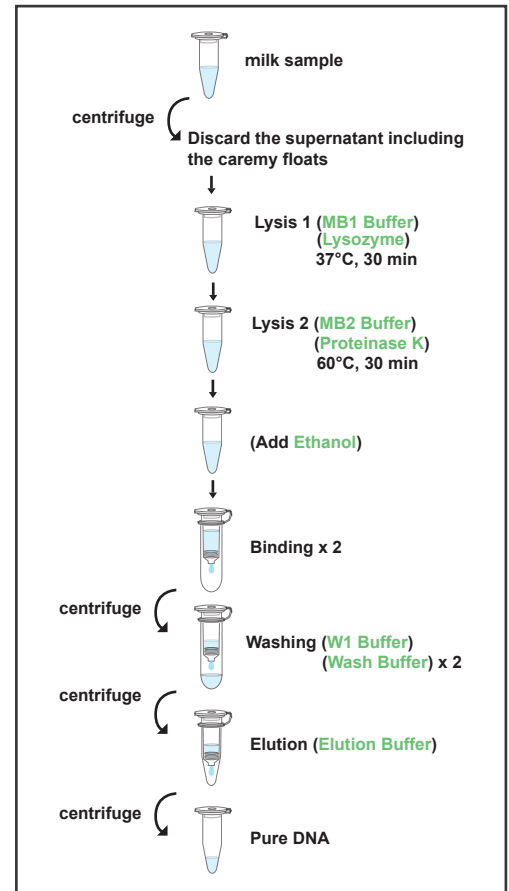 milk sample
centrifuge
Discard the supernatant including
the caremy floats
Lysis 1 (MB1 Buffer)
(Lysozyme)
37°C, 30 min
Lysis 2 (MB2 Buffer)
(Proteinase K)
60°C, 30 min
(Add Ethanol)
Binding x 2
centrifuge
Washing (W1 Buffer)
(Wash Buffer) x 2
centrifuge
Elution (Elution Buffer)
centrifuge
Pure DNA